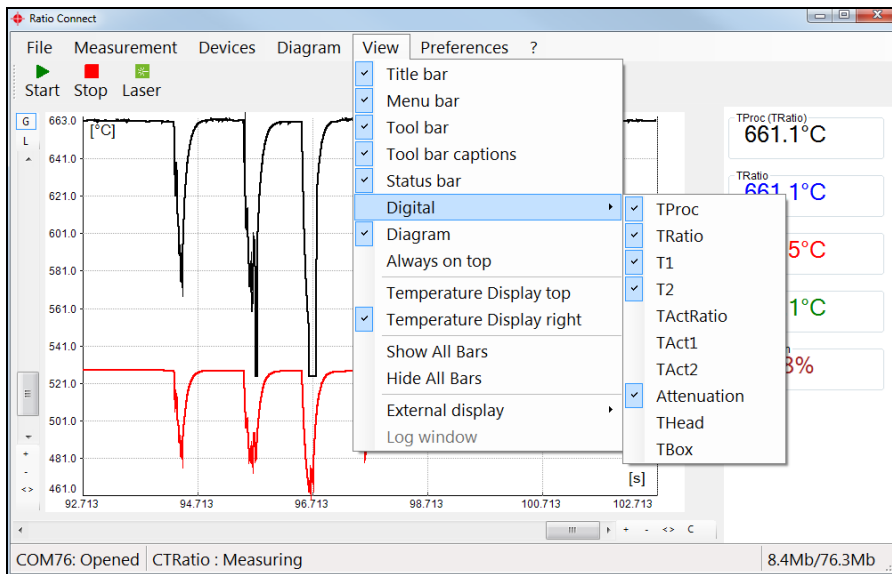 Ratio Connect
File Measurement Devices Diagram View Preferences ?
Start Stop Laser
Title bar
Menu bar
Tool bar
Tool bar captions
Status bar
Digital
Diagram
Always on top
Temperature Display top
Temperature Display right
Show All Bars
Hide All Bars
External display
Log window
TProc
TRatio
T1
T2
TActRatio
TAct1
TAct2
Attenuation
THead
TBox
G
L
+
-
<>
663.0
[°C]
641.0
621.0
601.0
581.0
561.0
541.0
521.0
501.0
481.0
461.0
[s]
92.713 94.713 96.713 98.713 100.713 102.713
+ - <> C
TProc (TRatio)
661.1°C
TRatio
661.1°C
5°C
1°C
%
COM76: Opened CTRatio : Measuring 8.4Mb/76.3Mb